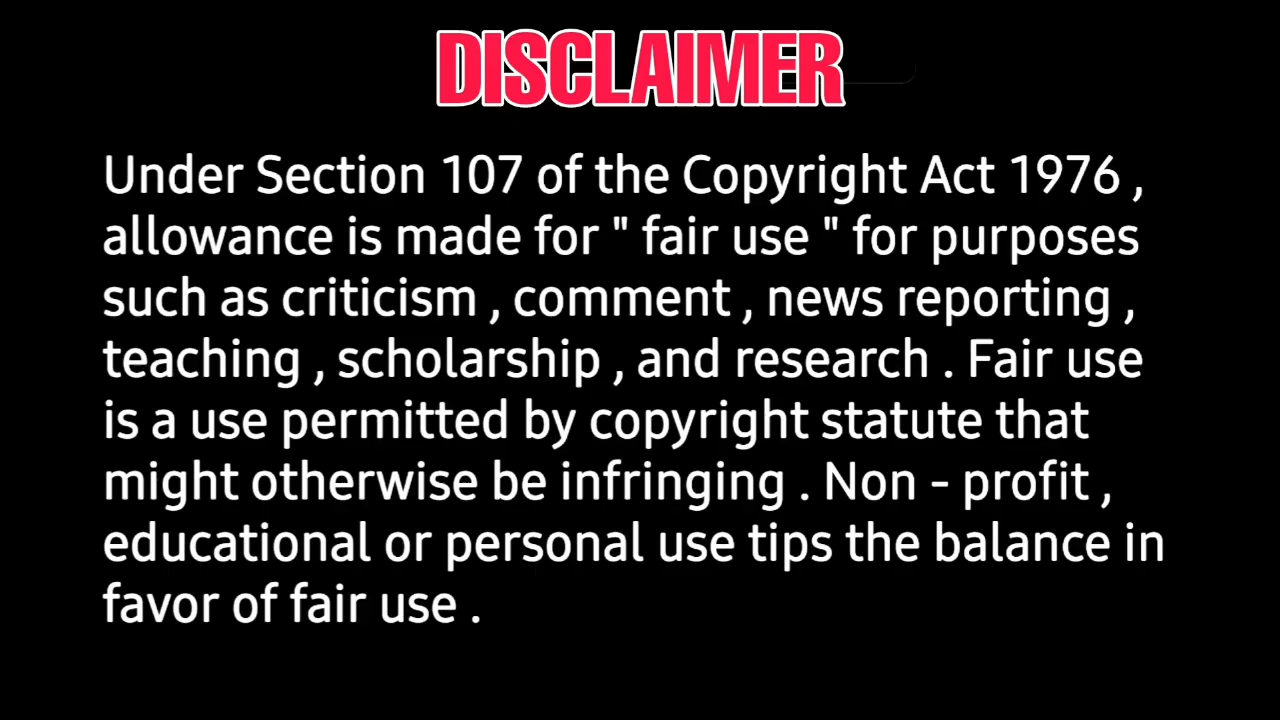 DISCLAIMER
Under Section 107 of the Copyright Act 1976 ,
allowance is made for " fair use " for purposes
such as criticism , comment , news reporting ,
teaching , scholarship , and research . Fair use
is a use permitted by copyright statute that
might otherwise be infringing . Non - profit ,
educational or personal use tips the balance in
favor of fair use .